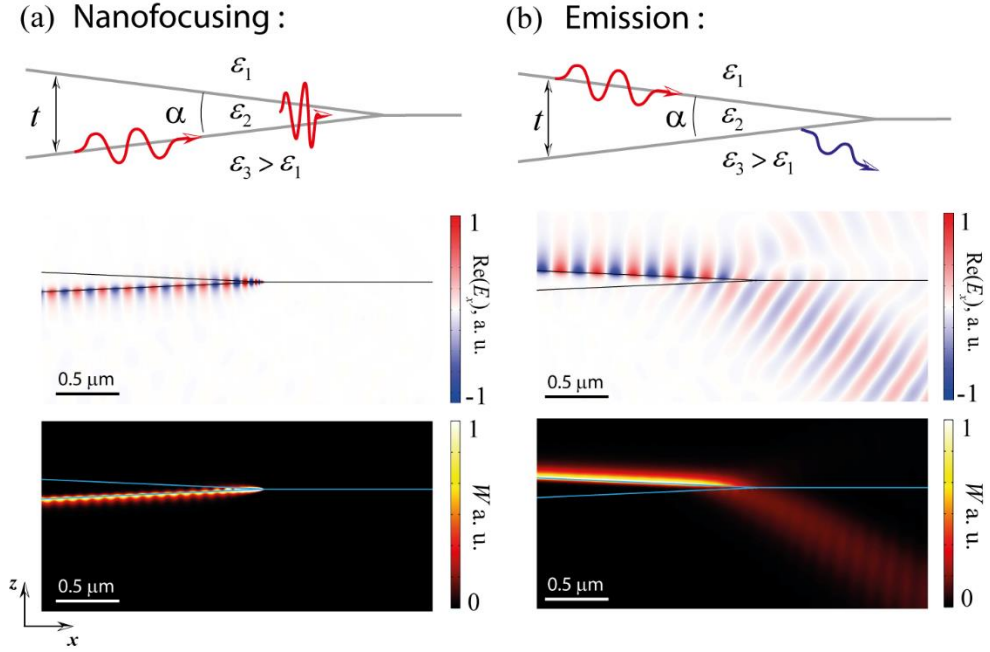 (a) Nanofocusing :
ε₁
t
α
ε₂
ε₃ > ε₁
1
Re(Eₓ), a. u.
-1
0.5 μm
1
W a. u.
0
0.5 μm
z
x
(b) Emission :
ε₁
t
α
ε₂
ε₃ > ε₁
1
Re(Eₓ), a. u.
-1
0.5 μm
1
W a. u.
0
0.5 μm